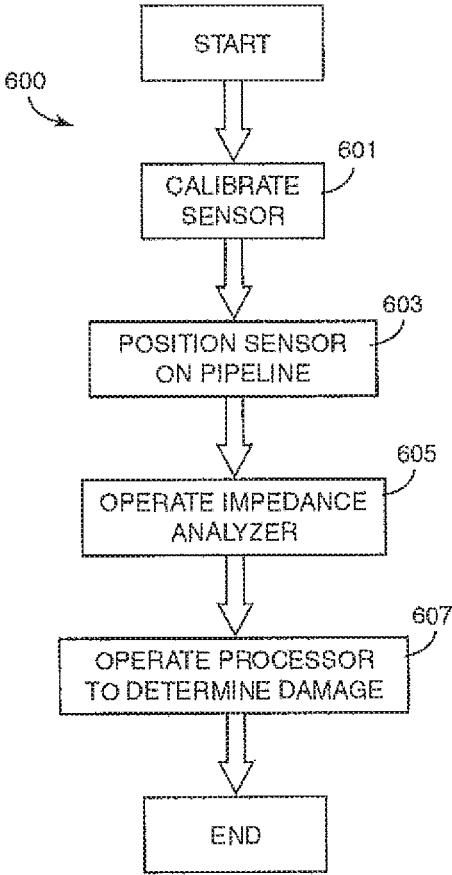 START
600
601
CALIBRATE
SENSOR
603
POSITION SENSOR
ON PIPELINE
605
OPERATE IMPEDANCE
ANALYZER
607
OPERATE PROCESSOR
TO DETERMINE DAMAGE
END